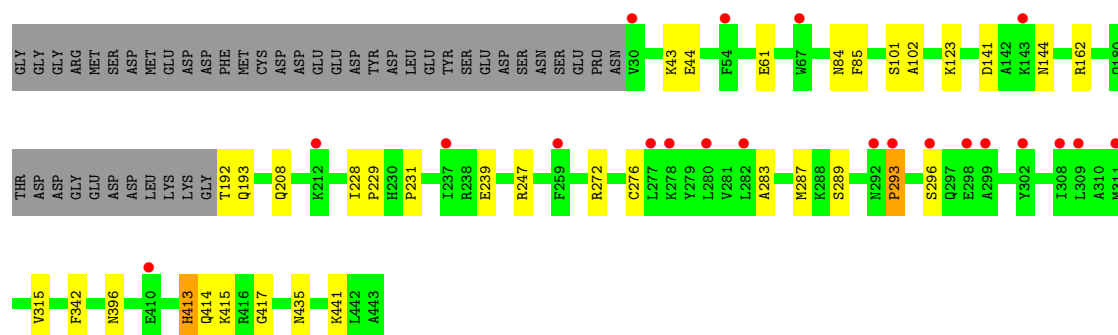 GLY GLY GLY ARG MET SER ASP ASP MET GLU ASP ASP PHE MET CYS ASP ASP GLU GLU ASP TYR ASP LEU GLU TYR SER GLU ASP SER ASN SER GLU PRO ASN V30 K43 E44 F54 E61 W67 N84 F85 S101 A102 K123 D141 A142 K143 N144 R162 Q180
THR ASP ASP GLY GLU ASP ASP LEU LYS LYS GLY T192 Q193 Q208 K212 I228 P229 H230 P231 I237 R238 E239 R247 F259 R272 C276 L277 K278 Y279 L280 V281 L282 A283 M287 K288 S289 N292 P293 S296 Q297 E298 A299 Y302 I308 L309 A310 M311
V315 F342 N396 E410 H413 Q414 K415 R416 G417 N435 K441 L442 A443